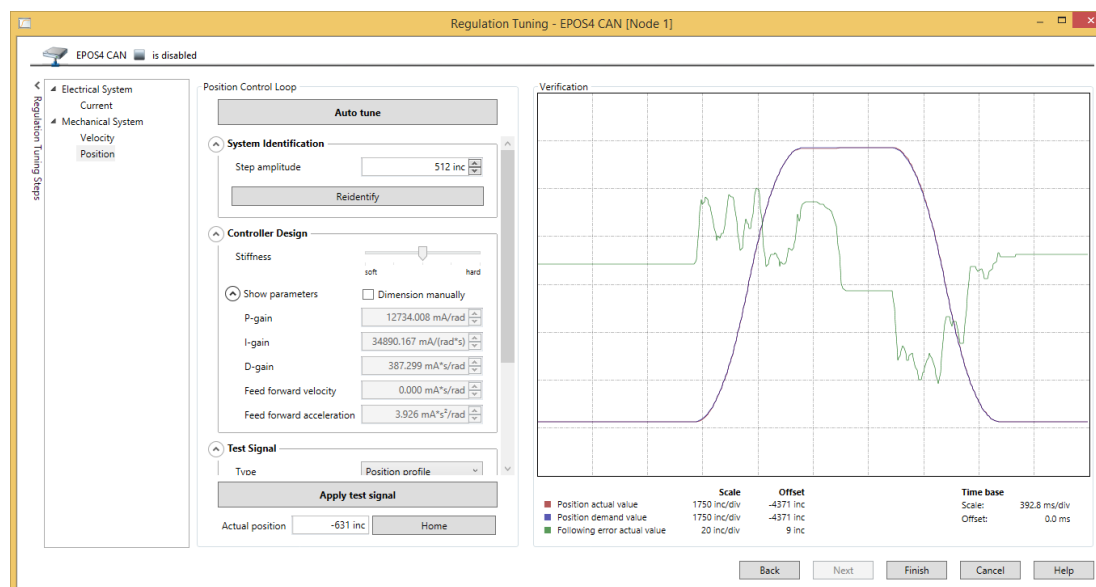 Regulation Tuning - EPOS4 CAN [Node 1]
EPOS4 CAN is disabled
Regulation Tuning Steps
Electrical System
Current
Mechanical System
Velocity
Position
Position Control Loop
Auto tune
System Identification
Step amplitude 512 inc
Reidentify
Controller Design
Stiffness
soft hard
Show parameters Dimension manually
P-gain 12734.008 mA/rad
I-gain 34890.167 mA/(rad*s)
D-gain 387.299 mA*s/rad
Feed forward velocity 0.000 mA*s/rad
Feed forward acceleration 3.926 mA*s²/rad
Test Signal
Type Position profile
Apply test signal
Actual position -631 inc Home
Verification
Scale Offset Time base
Position actual value 1750 inc/div -4371 inc Scale: 392.8 ms/div
Position demand value 1750 inc/div -4371 inc Offset: 0.0 ms
Following error actual value 20 inc/div 9 inc
Back Next Finish Cancel Help